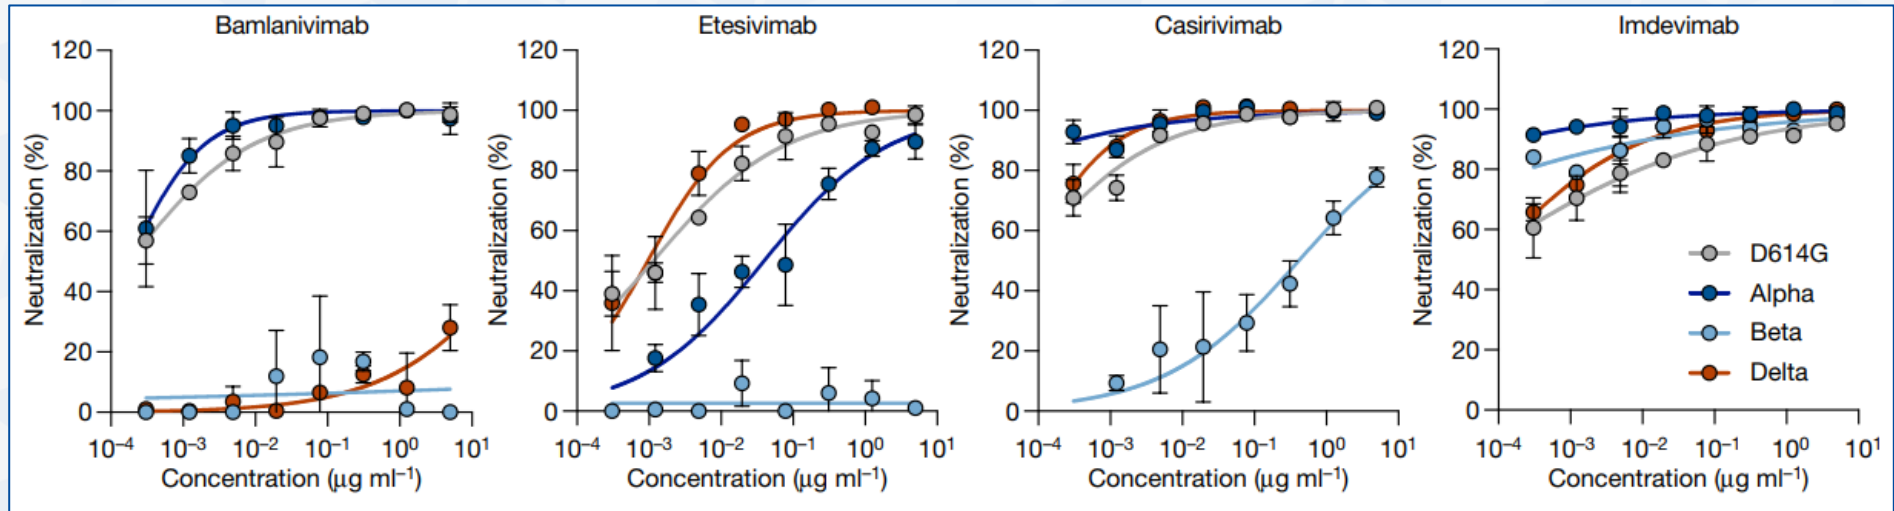 Bamlanivimab
Neutralization (%)
120
100
80
60
40
20
0
10⁻⁴ 10⁻³ 10⁻² 10⁻¹ 10⁰ 10¹
Concentration (μg ml⁻¹)
Etesivimab
Neutralization (%)
120
100
80
60
40
20
0
10⁻⁴ 10⁻³ 10⁻² 10⁻¹ 10⁰ 10¹
Concentration (μg ml⁻¹)
Casirivimab
Neutralization (%)
120
100
80
60
40
20
0
10⁻⁴ 10⁻³ 10⁻² 10⁻¹ 10⁰ 10¹
Concentration (μg ml⁻¹)
Imdevimab
Neutralization (%)
120
100
80
60
40
20
0
10⁻⁴ 10⁻³ 10⁻² 10⁻¹ 10⁰ 10¹
Concentration (μg ml⁻¹)
D614G
Alpha
Beta
Delta